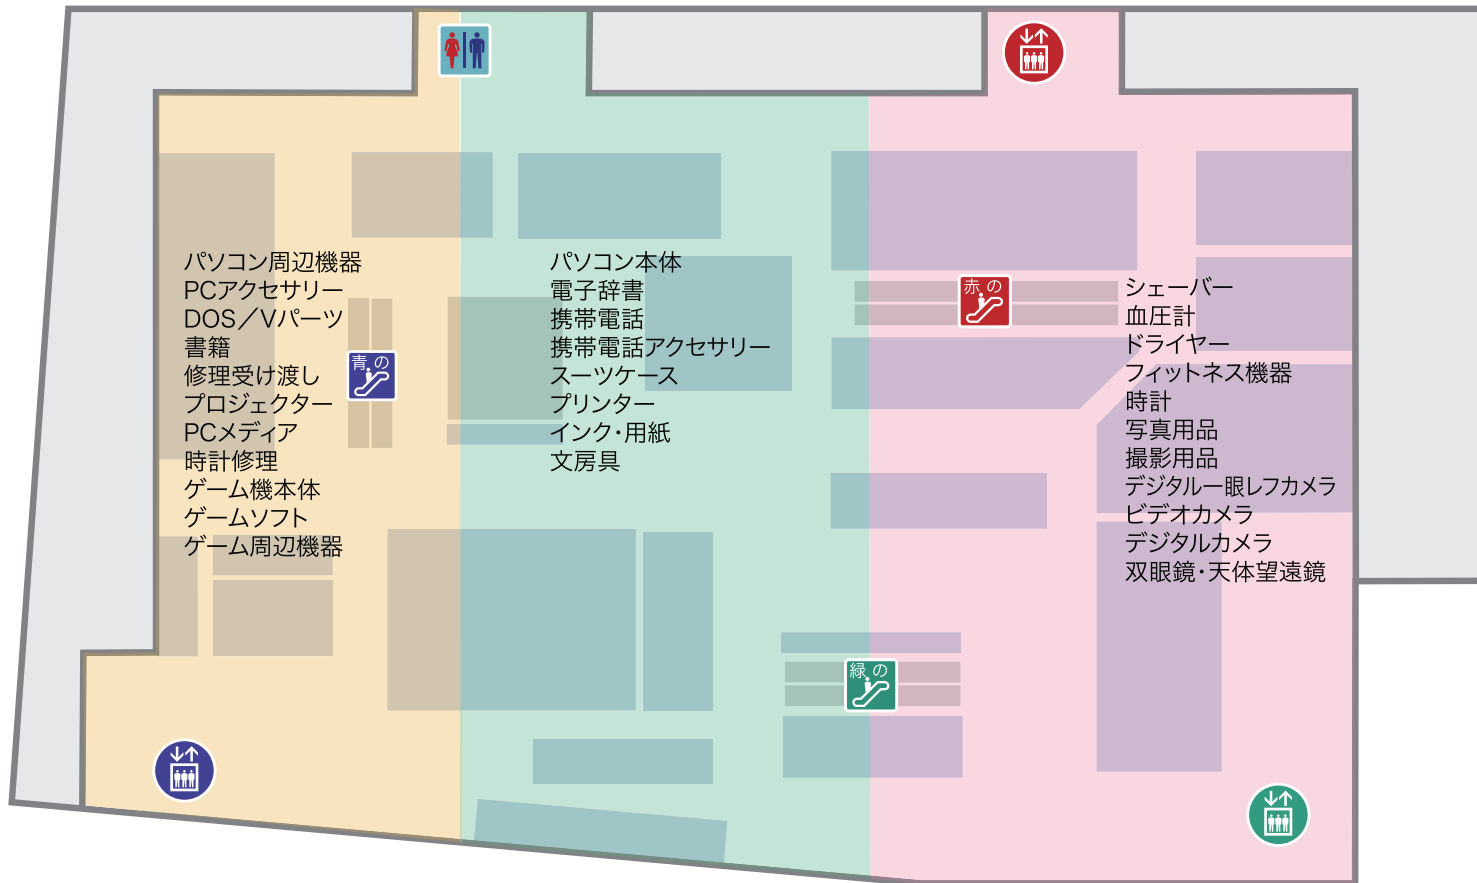 パソコン周辺機器
PCアクセサリー
DOS／Vパーツ
書籍
修理受け渡し
プロジェクター
PCメディア
時計修理
ゲーム機本体
ゲームソフト
ゲーム周辺機器
青の
パソコン本体
電子辞書
携帯電話
携帯電話アクセサリー
スーツケース
プリンター
インク・用紙
文房具
赤の
緑の
シェーバー
血圧計
ドライヤー
フィットネス機器
時計
写真用品
撮影用品
デジタル一眼レフカメラ
ビデオカメラ
デジタルカメラ
双眼鏡・天体望遠鏡